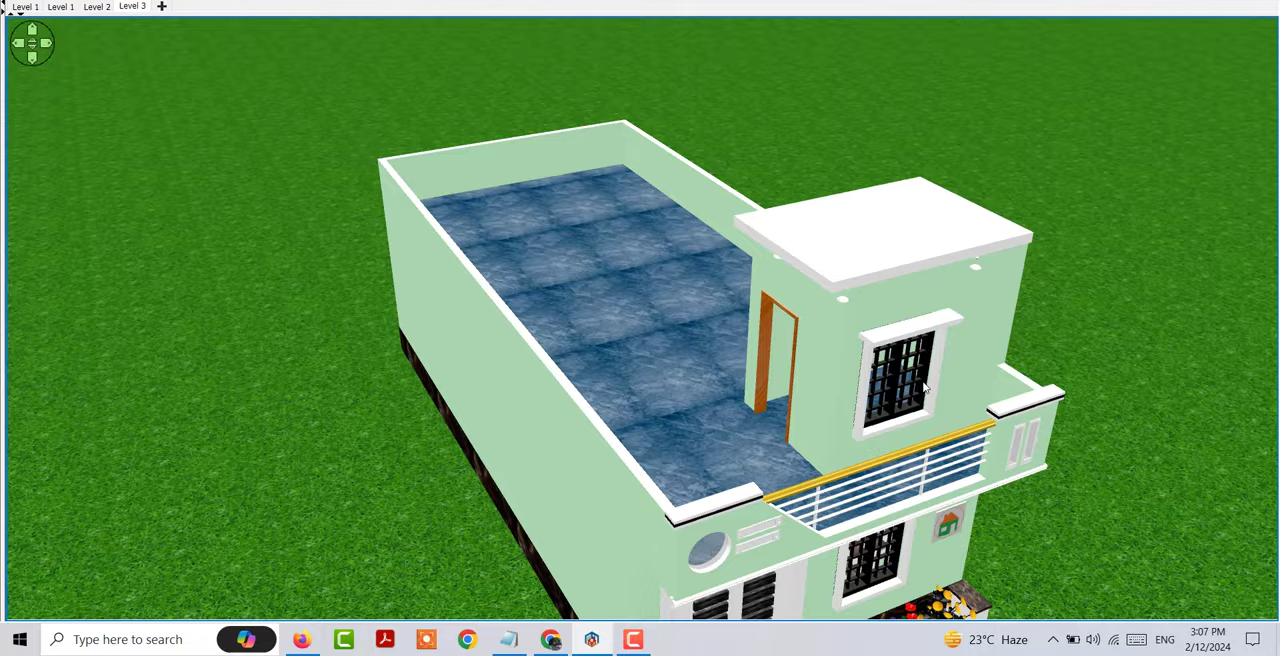 Level 1 Level 1 Level 2 Level 3
Type here to search
23°C Haze
ENG
3:07 PM
2/12/2024